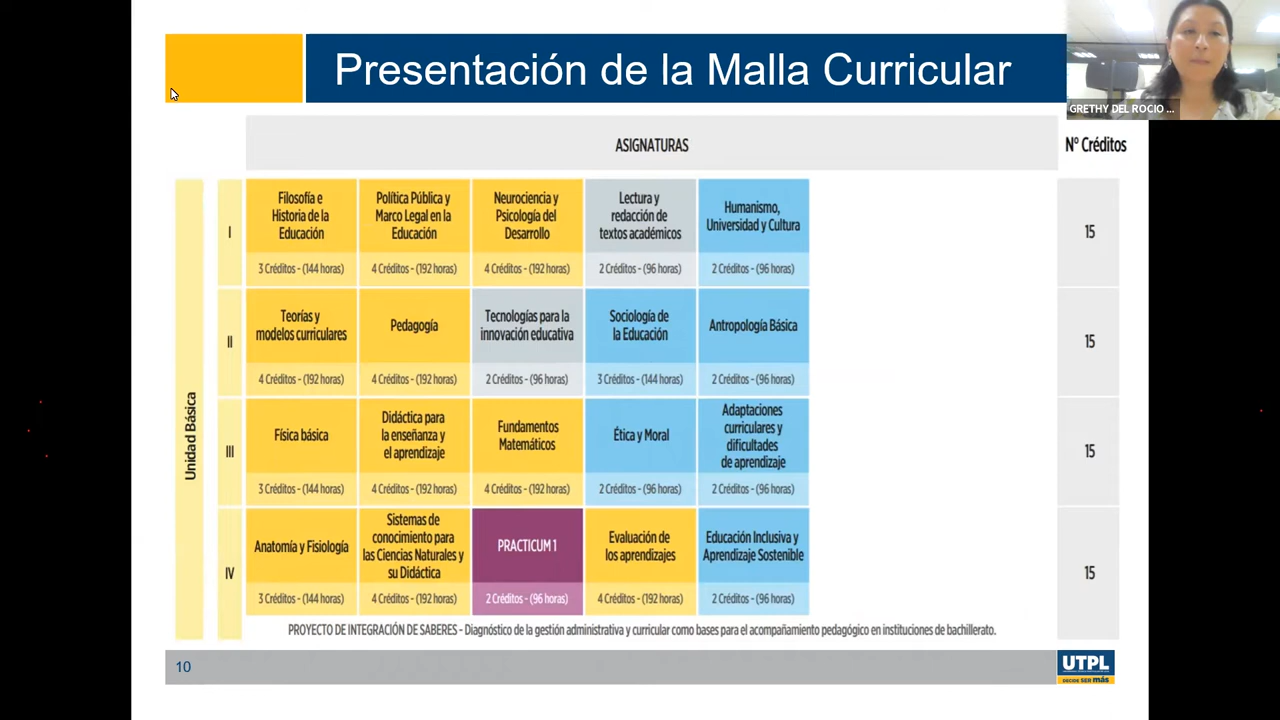 Presentación de la Malla Curricular
GRETHY DEL ROCIO ...
ASIGNATURAS
N° Créditos
Unidad Básica
I
Filosofía e
Historia de la
Educación
3 Créditos - (144 horas)
Política Pública y
Marco Legal en la
Educación
4 Créditos - (192 horas)
Neurociencia y
Psicología del
Desarrollo
4 Créditos - (192 horas)
Lectura y
redacción de
textos académicos
2 Créditos - (96 horas)
Humanismo,
Universidad y Cultura
2 Créditos - (96 horas)
15
II
Teorías y
modelos curriculares
4 Créditos - (192 horas)
Pedagogía
4 Créditos - (192 horas)
Tecnologías para la
innovación educativa
2 Créditos - (96 horas)
Sociología de
la Educación
3 Créditos - (144 horas)
Antropología Básica
2 Créditos - (96 horas)
15
III
Física básica
3 Créditos - (144 horas)
Didáctica para
la enseñanza y
el aprendizaje
4 Créditos - (192 horas)
Fundamentos
Matemáticos
4 Créditos - (192 horas)
Ética y Moral
2 Créditos - (96 horas)
Adaptaciones
curriculares y
dificultades
de aprendizaje
2 Créditos - (96 horas)
15
IV
Anatomía y Fisiología
3 Créditos - (144 horas)
Sistemas de
conocimiento para
las Ciencias Naturales y
su Didáctica
4 Créditos - (192 horas)
PRACTICUM 1
2 Créditos - (96 horas)
Evaluación de
los aprendizajes
4 Créditos - (192 horas)
Educación Inclusiva y
Aprendizaje Sostenible
2 Créditos - (96 horas)
15
PROYECTO DE INTEGRACIÓN DE SABERES - Diagnóstico de la gestión administrativa y curricular como bases para el acompañamiento pedagógico en instituciones de bachillerato.
10
UTPL
DECIDE SER más